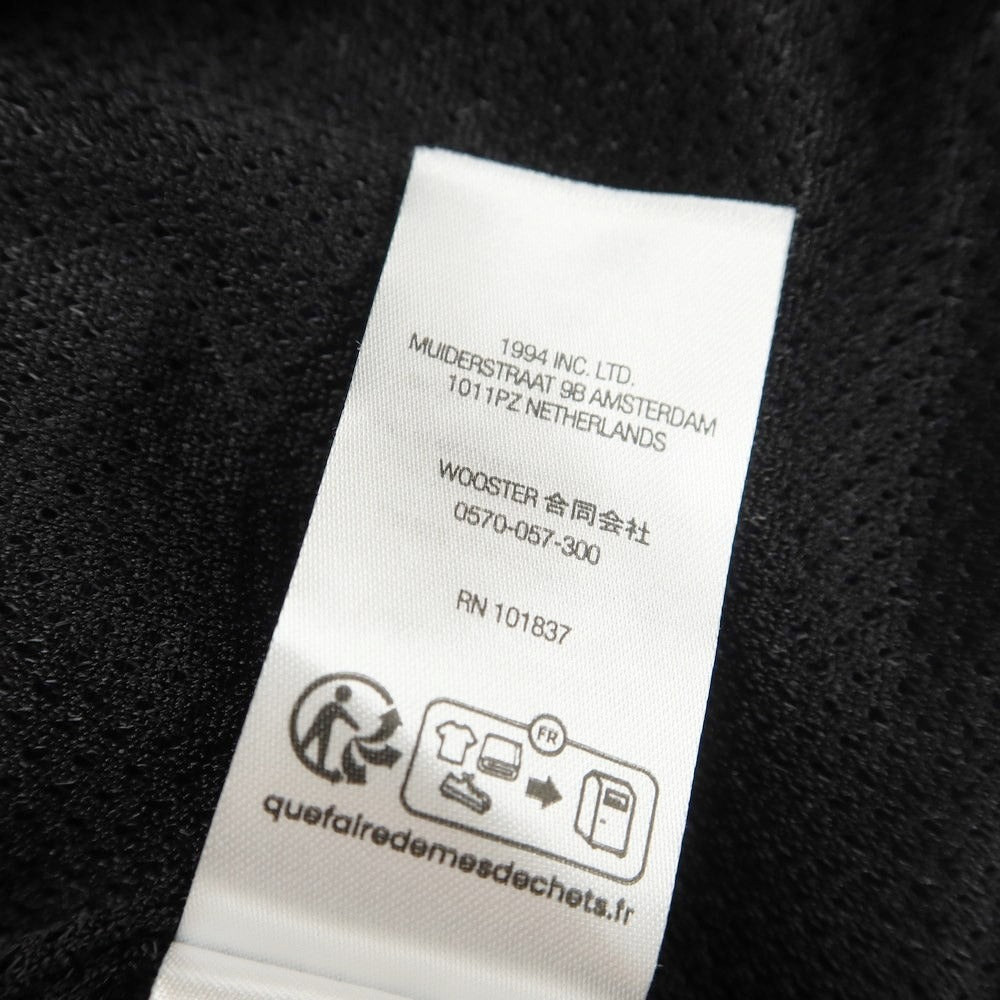 1994 INC. LTD.
MUIDERSTRAAT 9B AMSTERDAM
1011PZ NETHERLANDS
WOOSTER 合同会社
0570-057-300
RN 101837
FR
quefairedemesdechets.fr